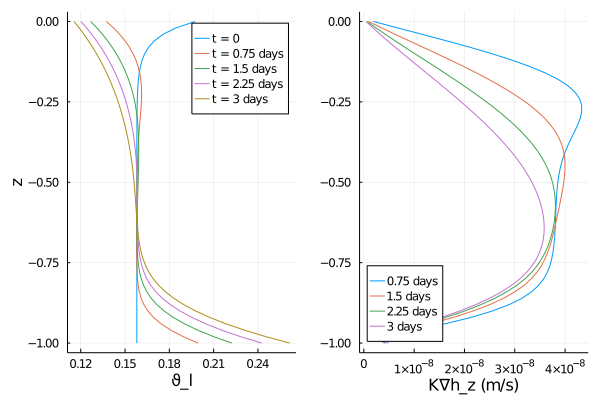 0.00
−0.25
−0.50
−0.75
−1.00
z
0.12
0.15
0.18
0.21
0.24
ϑ_l
t = 0
t = 0.75 days
t = 1.5 days
t = 2.25 days
t = 3 days
0.00
−0.25
−0.50
−0.75
−1.00
0.75 days
1.5 days
2.25 days
3 days
0
1×10⁻⁸
2×10⁻⁸
3×10⁻⁸
4×10⁻⁸
K∇h_z (m/s)